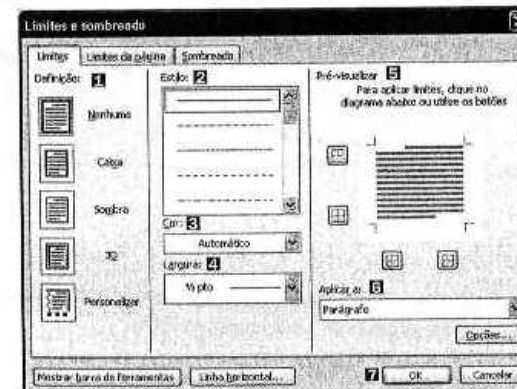 Limites e sombreado
Limites Limites da página Sombreado
Definição: 1
Nenhuma
Caixa
Sombra
3D
Personalizar
Estilo: 2
Cor: 3
Automático
Largura: 4
½ pto
Pré-visualizar 5
Para aplicar limites, clique no
diagrama abaixo ou utilize os botões
Aplicar a: 6
Parágrafo
Opções...
Mostrar barra de ferramentas Linha horizontal... 7 OK Cancelar